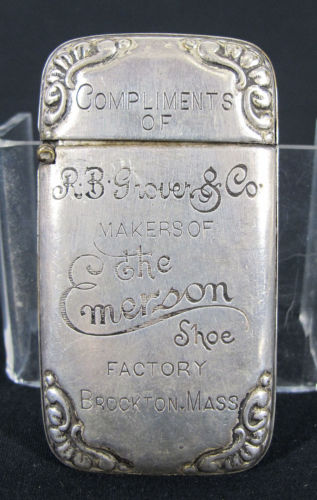 COMPLIMENTS
OF
R.B. Grover & Co.
MAKERS OF
The
Emerson
Shoe
FACTORY
BROCKTON. MASS